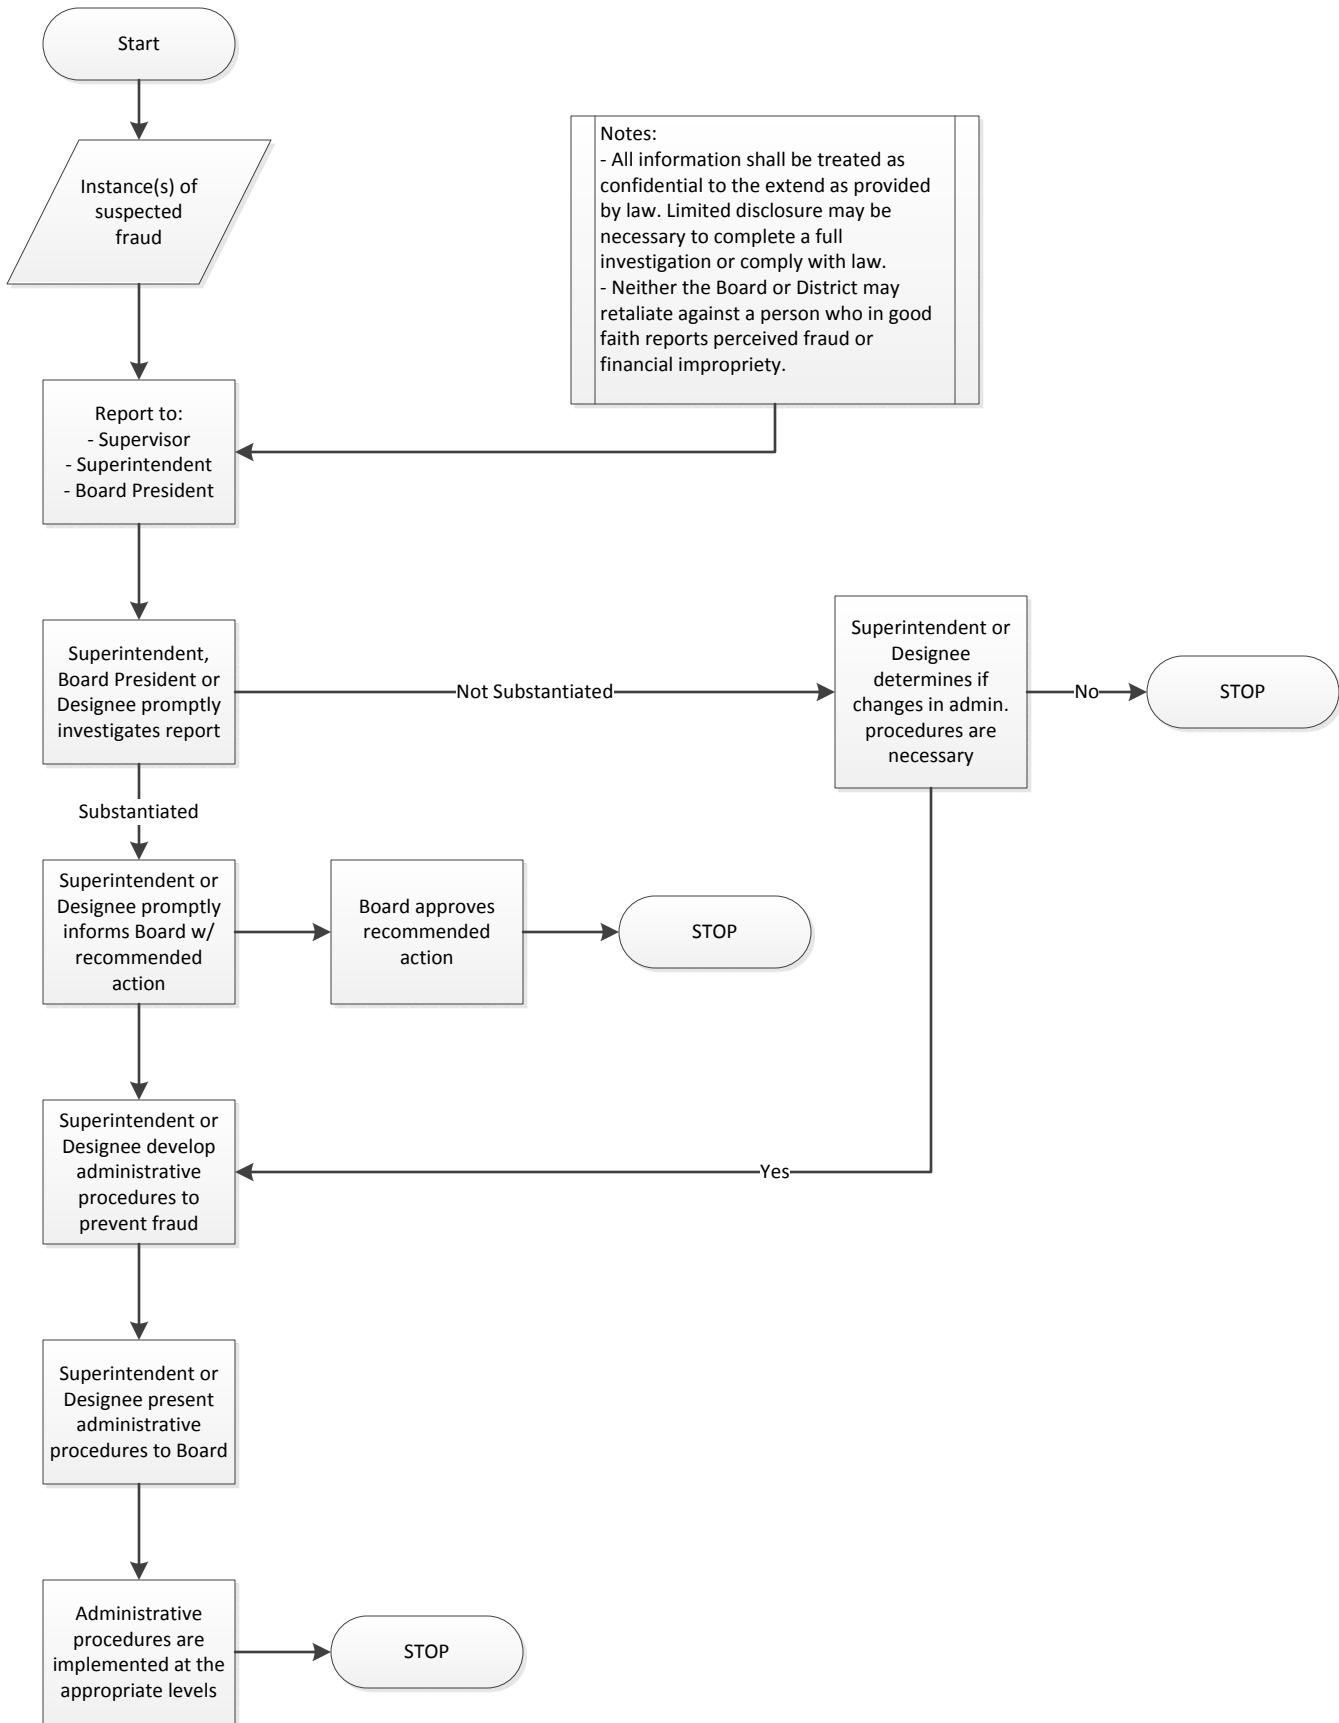 Start
Instance(s) of
suspected
fraud
Notes:
- All information shall be treated as
confidential to the extend as provided
by law. Limited disclosure may be
necessary to complete a full
investigation or comply with law.
- Neither the Board or District may
retaliate against a person who in good
faith reports perceived fraud or
financial impropriety.
Report to:
- Supervisor
- Superintendent
- Board President
Superintendent,
Board President or
Designee promptly
investigates report
Not Substantiated
Superintendent or
Designee
determines if
changes in admin.
procedures are
necessary
No
STOP
Substantiated
Superintendent or
Designee promptly
informs Board w/
recommended
action
Board approves
recommended
action
STOP
Superintendent or
Designee develop
administrative
procedures to
prevent fraud
Yes
Superintendent or
Designee present
administrative
procedures to Board
Administrative
procedures are
implemented at the
appropriate levels
STOP